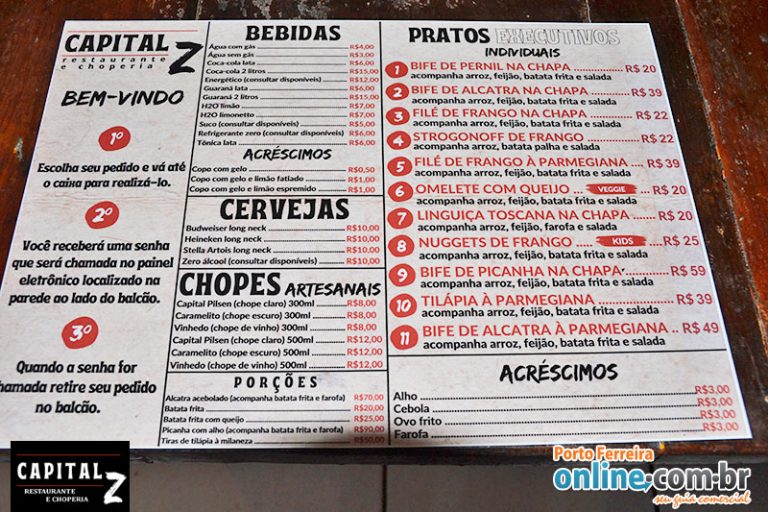 CAPITAL Z
restaurante
e choperia
BEM-VINDO
1º
Escolha seu pedido e vá até
o caixa para realizá-lo.
2º
Você receberá uma senha
que será chamada no painel
eletrônico localizado na
parede ao lado do balcão.
3º
Quando a senha for
chamada retire seu pedido
no balcão.
BEBIDAS
Água com gás R$4,00
Água sem gás R$3,00
Coca-cola lata R$6,00
Coca-cola 2 litros R$15,00
Energético (consultar disponíveis) R$12,00
Guaraná lata R$6,00
Guaraná 2 litros R$15,00
H2O limão R$7,00
H2O limonetto R$7,00
Suco (consultar disponíveis) R$5,00
Refrigerante zero (consultar disponíveis) R$6,00
Tônica lata R$6,00
ACRÉSCIMOS
Copo com gelo R$0,50
Copo com gelo e limão fatiado R$1,00
Copo com gelo e limão espremido R$1,00
CERVEJAS
Budweiser long neck R$10,00
Heineken long neck R$10,00
Stella Artois long neck R$10,00
Zero álcool (consultar disponível) R$10,00
CHOPES ARTESANAIS
Capital Pilsen (chope claro) 300ml R$8,00
Caramelito (chope escuro) 300ml R$8,00
Vinhedo (chope de vinho) 300ml R$8,00
Capital Pilsen (chope claro) 500ml R$12,00
Caramelito (chope escuro) 500ml R$12,00
Vinhedo (chope de vinho) 500ml R$12,00
PORÇÕES
Alcatra acebolado (acompanha batata frita e farofa) R$70,00
Batata frita R$20,00
Batata frita com queijo R$25,00
Picanha com alho (acompanha batata frita e farofa) R$90,00
Tiras de tilápia à milaneza R$50,00
PRATOS EXECUTIVOS
INDIVIDUAIS
1 BIFE DE PERNIL NA CHAPA R$ 20
acompanha arroz, feijão, batata frita e salada
2 BIFE DE ALCATRA NA CHAPA R$ 39
acompanha arroz, feijão, batata frita e salada
3 FILÉ DE FRANGO NA CHAPA R$ 22
acompanha arroz, feijão, batata frita e salada
4 STROGONOFF DE FRANGO R$ 22
acompanha arroz, batata palha e salada
5 FILÉ DE FRANGO À PARMEGIANA R$ 39
acompanha arroz, feijão, batata frita e salada
6 OMELETE COM QUEIJO VEGGIE R$ 20
acompanha arroz, feijão, batata frita e salada
7 LINGUIÇA TOSCANA NA CHAPA R$ 20
acompanha arroz, feijão, farofa e salada
8 NUGGETS DE FRANGO KIDS R$ 25
acompanha arroz, feijão, batata frita e salada
9 BIFE DE PICANHA NA CHAPA R$ 59
acompanha arroz, feijão, batata frita e salada
10 TILÁPIA À PARMEGIANA R$ 39
acompanha arroz, feijão, batata frita e salada
11 BIFE DE ALCATRA À PARMEGIANA R$ 49
acompanha arroz, feijão, batata frita e salada
ACRÉSCIMOS
Alho R$3,00
Cebola R$3,00
Ovo frito R$3,00
Farofa R$3,00
CAPITAL Z
RESTAURANTE
E CHOPERIA
Porto Ferreira
online.com.br
seu guia comercial